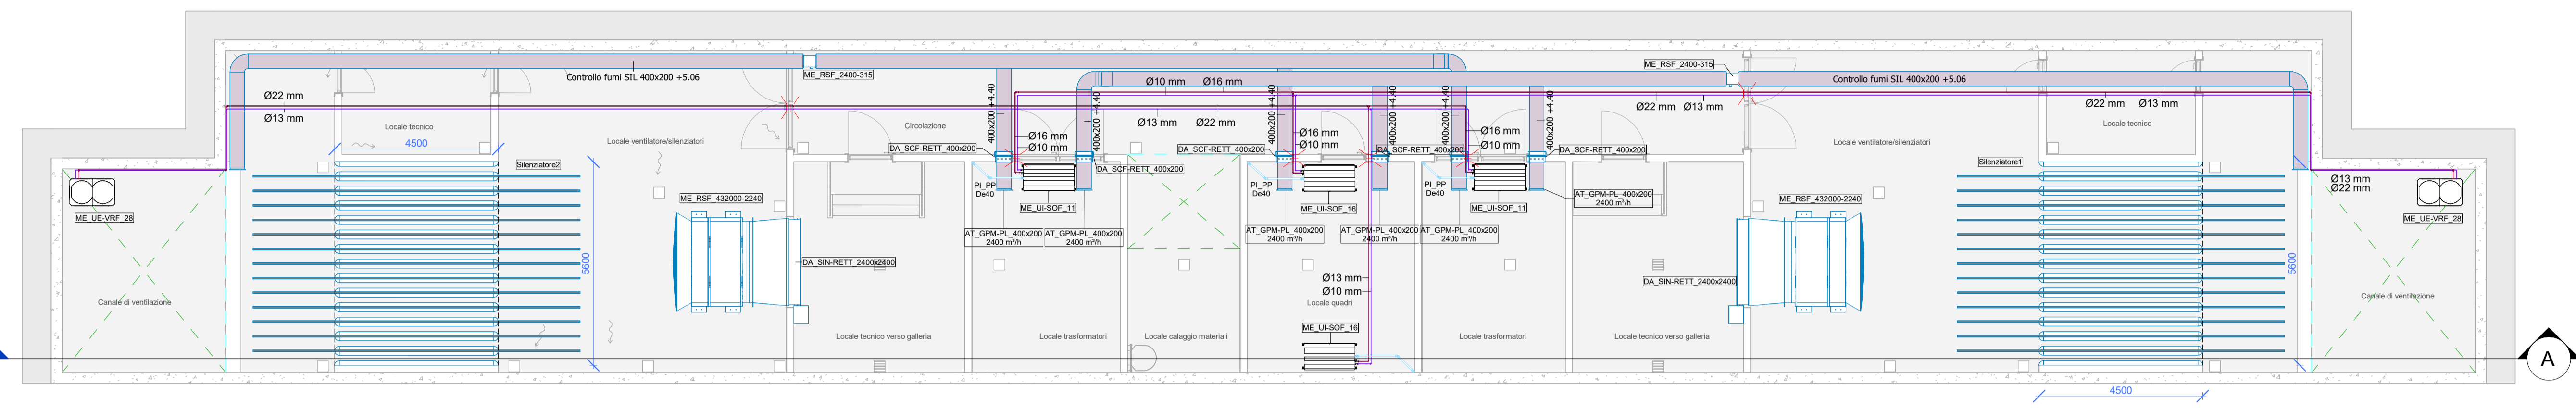 Controllo fumi SIL 400x200 +5.06
ME_RSF_2400-315
ME_RSF_2400-315
Controllo fumi SIL 400x200 +5.06
Ø10 mm
Ø16 mm
Ø22 mm
Ø13 mm
Ø13 mm
Ø22 mm
Ø22 mm
Ø13 mm
Ø22 mm
Ø13 mm
400x200 +4.40
400x200 +4.40
400x200 +4.40
400x200 +4.40
400x200 +4.40
400x200 +4.40
Locale tecnico
4500
Locale ventilatore/silenziatori
Circolazione
Locale ventilatore/silenziatori
Locale tecnico
Ø16 mm
Ø10 mm
Ø16 mm
Ø10 mm
Ø16 mm
Ø10 mm
DA_SCF-RETT_400x200
DA_SCF-RETT_400x200
DA_SCF-RETT_400x200
DA_SCF-RETT_400x200
DA_SCF-RETT_400x200
Silenziatore2
Silenziatore1
PI_PP
De40
PI_PP
De40
PI_PP
De40
Ø13 mm
Ø22 mm
ME_UE-VRF_28
ME_UE-VRF_28
ME_RSF_432000-2240
ME_RSF_432000-2240
ME_UI-SOF_11
ME_UI-SOF_16
ME_UI-SOF_11
AT_GPM-PL_400x200
2400 m³/h
AT_GPM-PL_400x200
2400 m³/h
AT_GPM-PL_400x200
2400 m³/h
AT_GPM-PL_400x200
2400 m³/h
AT_GPM-PL_400x200
2400 m³/h
AT_GPM-PL_400x200
2400 m³/h
5600
DA_SIN-RETT_2400x2400
DA_SIN-RETT_2400x2400
5600
Ø13 mm
Ø10 mm
Canale di ventilazione
Locale quadri
Canale di ventilazione
ME_UI-SOF_16
Locale tecnico verso galleria
Locale trasformatori
Locale calaggio materiali
Locale trasformatori
Locale tecnico verso galleria
A
4500